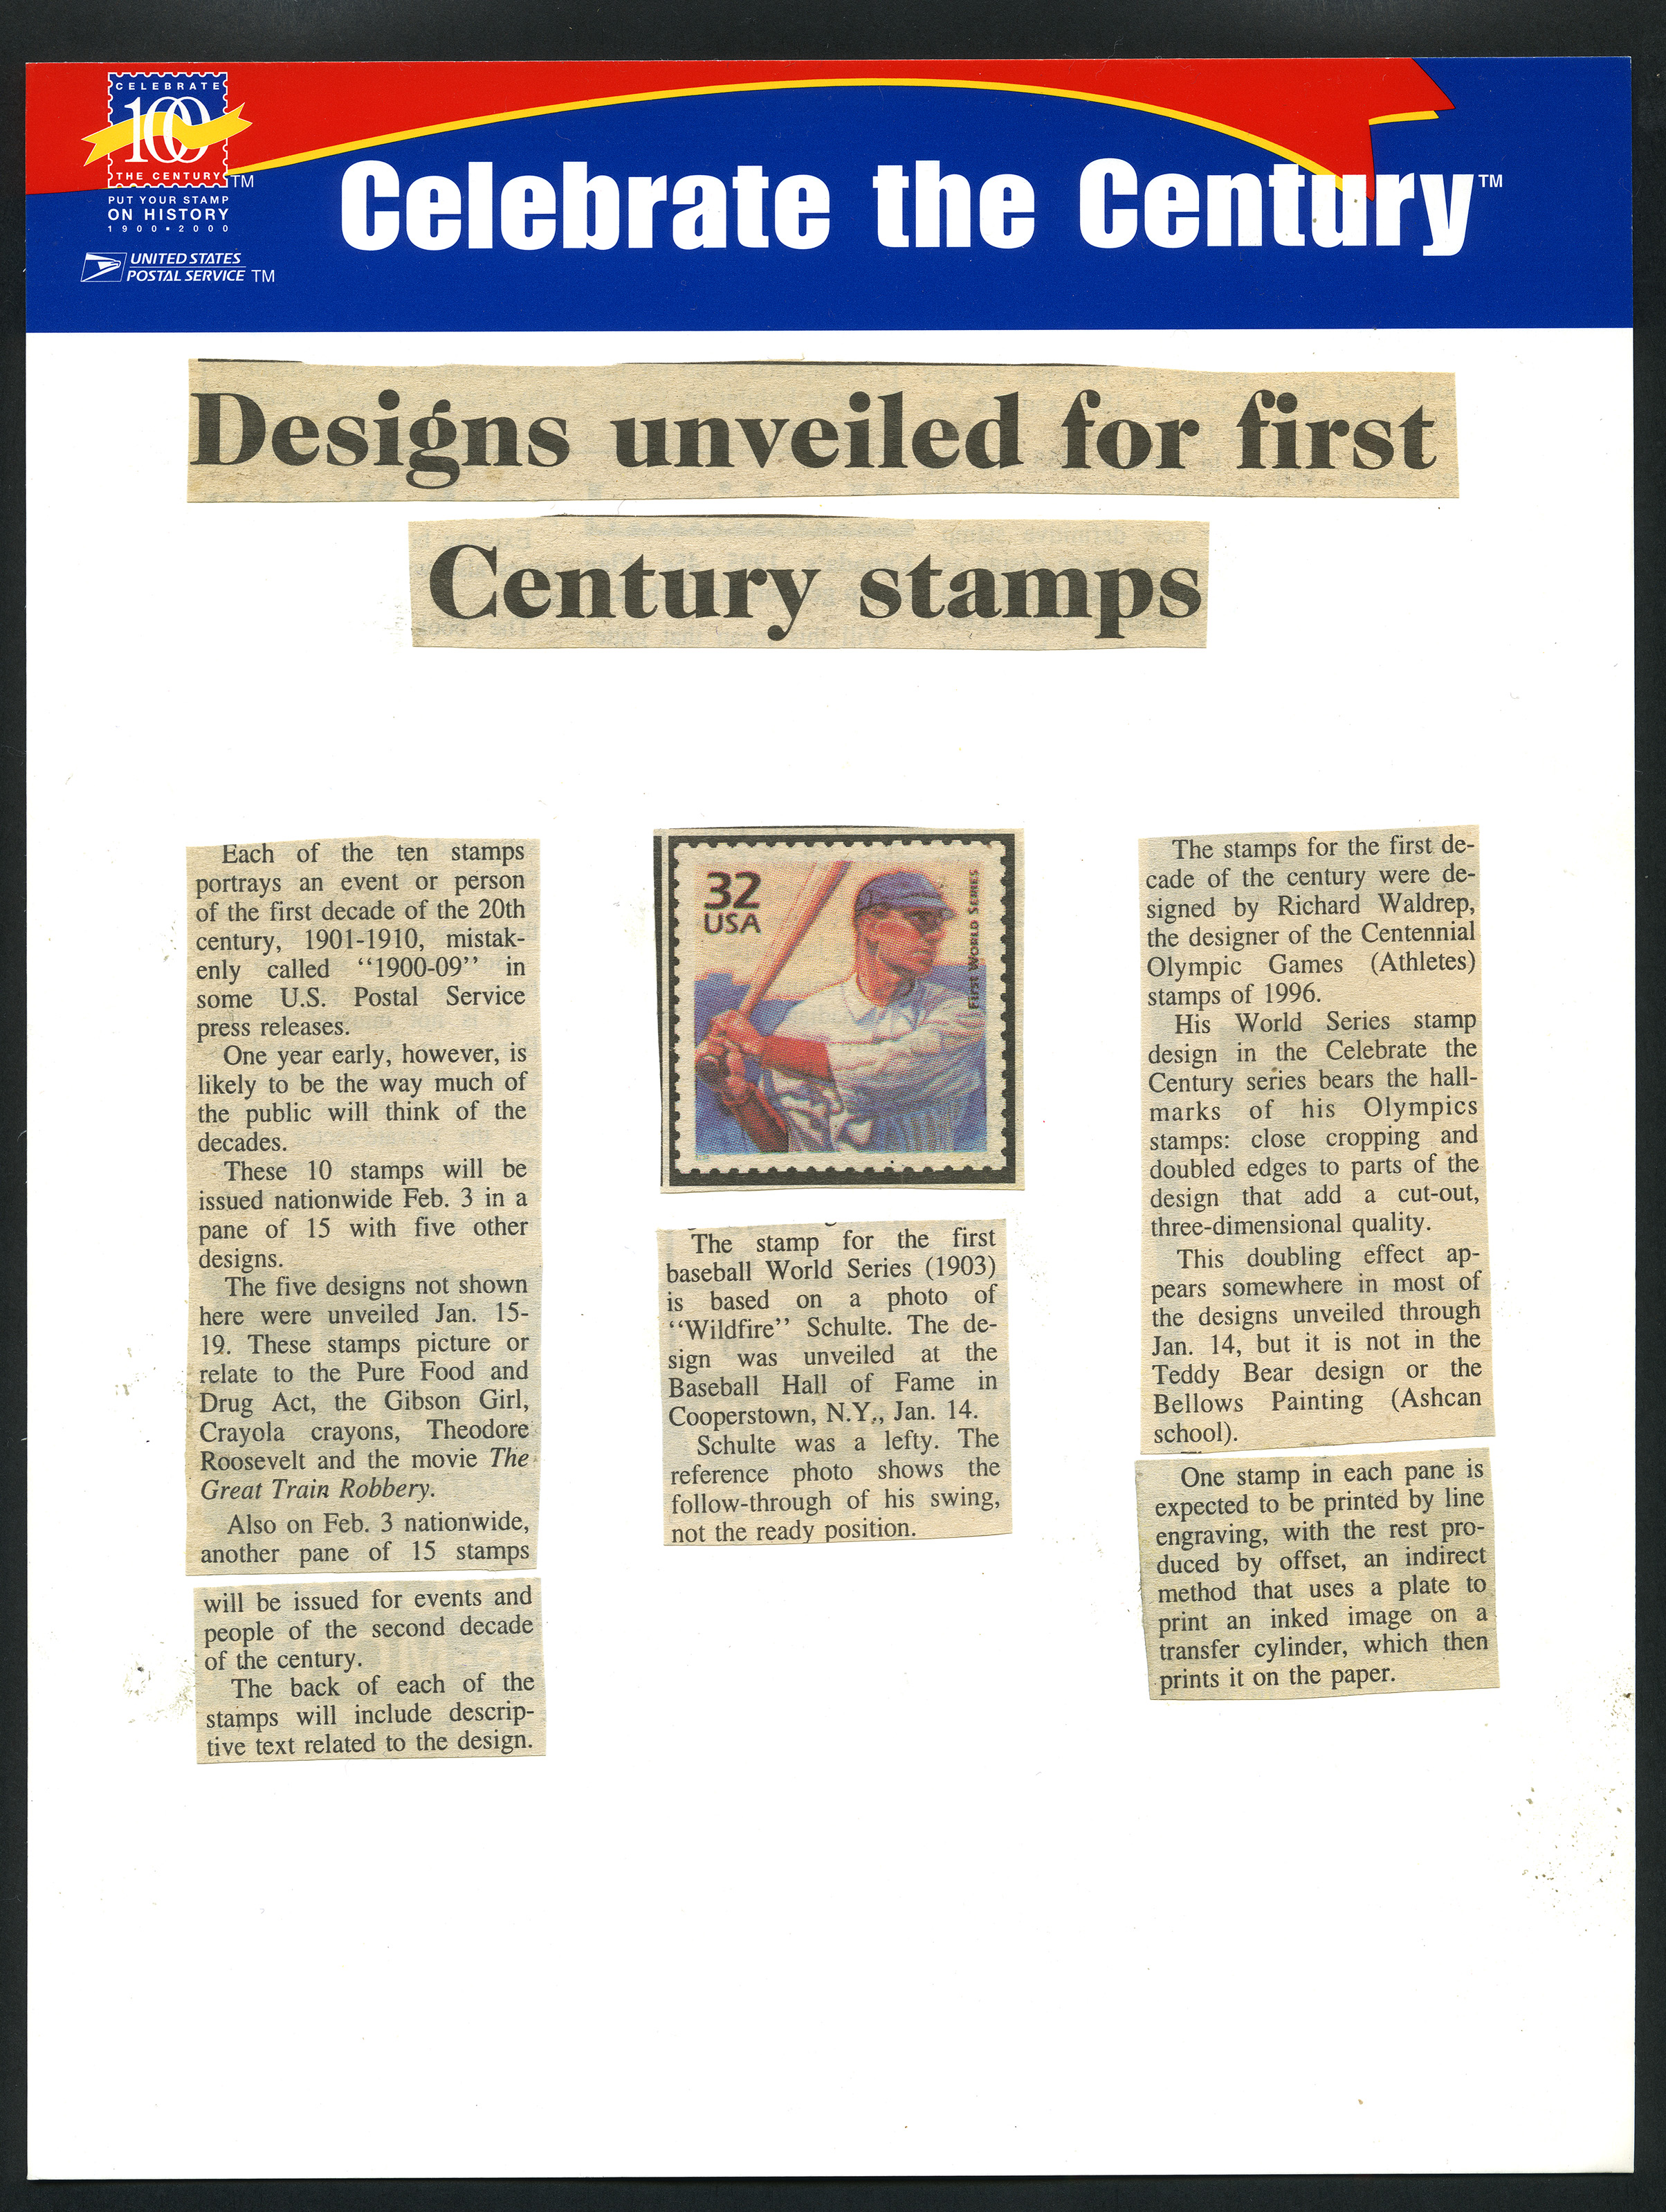 CELEBRATE
100
THE CENTURY TM
PUT YOUR STAMP
ON HISTORY
1900 • 2000
UNITED STATES
POSTAL SERVICE TM
Celebrate the Century™
Designs unveiled for first
Century stamps
Each of the ten stamps
portrays an event or person
of the first decade of the 20th
century, 1901-1910, mistak-
enly called ‘‘1900-09’’ in
some U.S. Postal Service
press releases.
One year early, however, is
likely to be the way much of
the public will think of the
decades.
These 10 stamps will be
issued nationwide Feb. 3 in a
pane of 15 with five other
designs.
The five designs not shown
here were unveiled Jan. 15-
19. These stamps picture or
relate to the Pure Food and
Drug Act, the Gibson Girl,
Crayola crayons, Theodore
Roosevelt and the movie The
Great Train Robbery.
Also on Feb. 3 nationwide,
another pane of 15 stamps
will be issued for events and
people of the second decade
of the century.
The back of each of the
stamps will include descrip-
tive text related to the design.
32
USA
First World Series
The stamp for the first
baseball World Series (1903)
is based on a photo of
‘‘Wildfire’’ Schulte. The de-
sign was unveiled at the
Baseball Hall of Fame in
Cooperstown, N.Y., Jan. 14.
Schulte was a lefty. The
reference photo shows the
follow-through of his swing,
not the ready position.
The stamps for the first de-
cade of the century were de-
signed by Richard Waldrep,
the designer of the Centennial
Olympic Games (Athletes)
stamps of 1996.
His World Series stamp
design in the Celebrate the
Century series bears the hall-
marks of his Olympics
stamps: close cropping and
doubled edges to parts of the
design that add a cut-out,
three-dimensional quality.
This doubling effect ap-
pears somewhere in most of
the designs unveiled through
Jan. 14, but it is not in the
Teddy Bear design or the
Bellows Painting (Ashcan
school).
One stamp in each pane is
expected to be printed by line
engraving, with the rest pro-
duced by offset, an indirect
method that uses a plate to
print an inked image on a
transfer cylinder, which then
prints it on the paper.